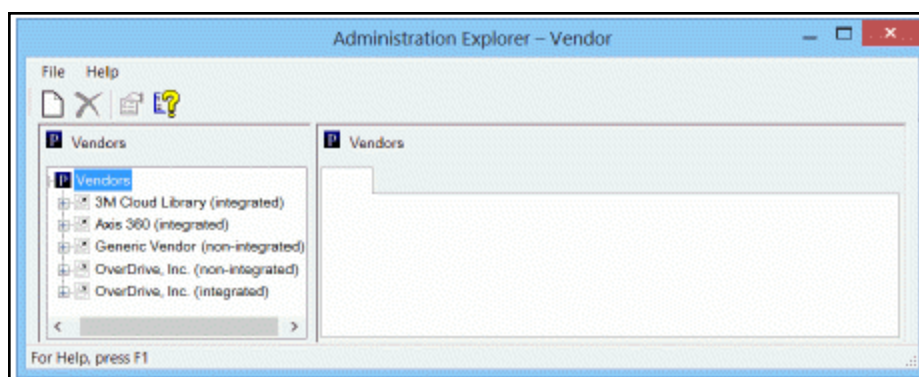 Administration Explorer – Vendor
File Help
Vendors
Vendors
3M Cloud Library (integrated)
Axis 360 (integrated)
Generic Vendor (non-integrated)
OverDrive, Inc. (non-integrated)
OverDrive, Inc. (integrated)
Vendors
For Help, press F1